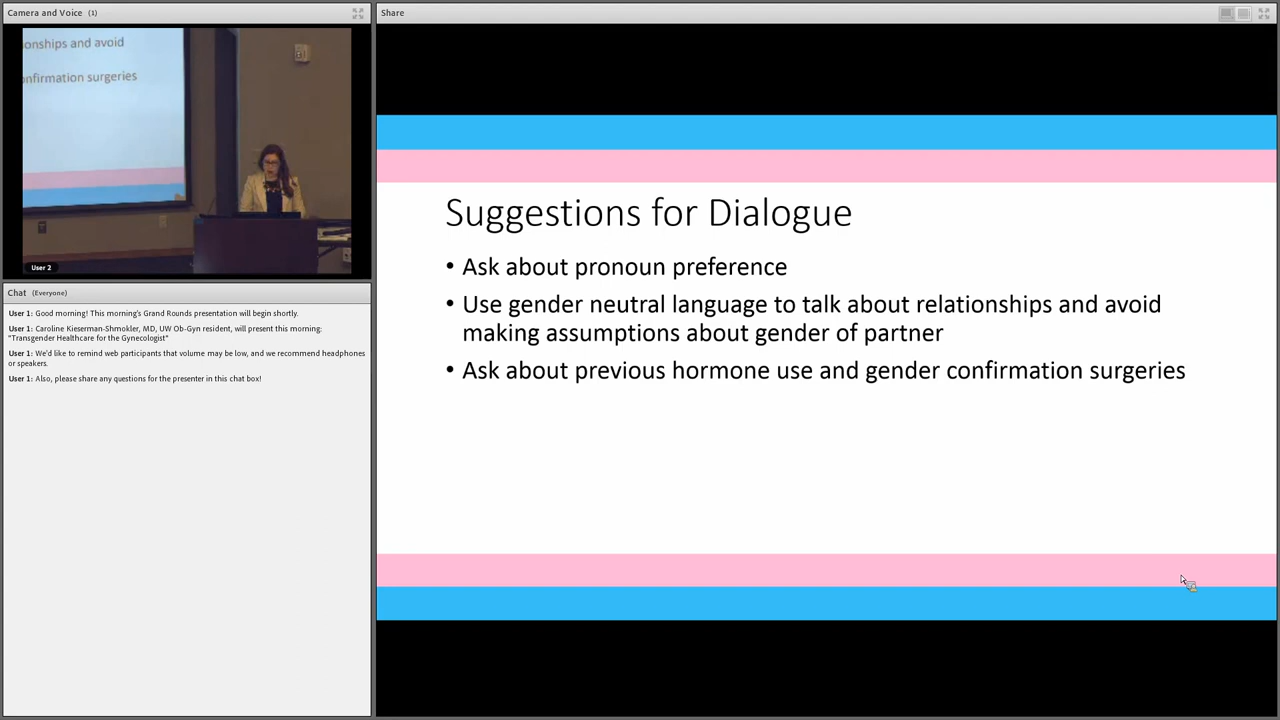 Camera and Voice (1)
onships and avoid
onfirmation surgeries
User 2
Chat (Everyone)
User 1: Good morning! This morning's Grand Rounds presentation will begin shortly.
User 1: Caroline Kieserman-Shmokler, MD, UW Ob-Gyn resident, will present this morning:
"Transgender Healthcare for the Gynecologist"
User 1: We'd like to remind web participants that volume may be low, and we recommend headphones
or speakers.
User 1: Also, please share any questions for the presenter in this chat box!
Share
Suggestions for Dialogue
• Ask about pronoun preference
• Use gender neutral language to talk about relationships and avoid
making assumptions about gender of partner
• Ask about previous hormone use and gender confirmation surgeries